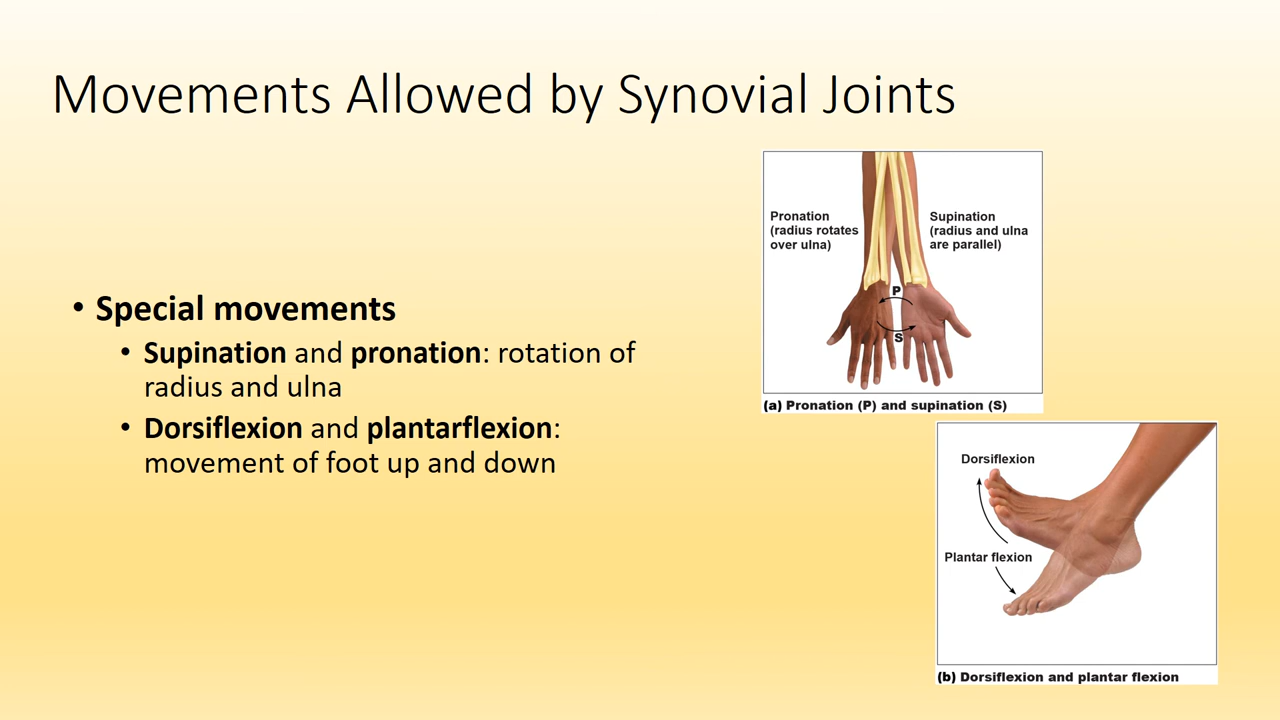 Movements Allowed by Synovial Joints
• Special movements
• Supination and pronation: rotation of
radius and ulna
• Dorsiflexion and plantarflexion:
movement of foot up and down
Pronation
(radius rotates
over ulna)
Supination
(radius and ulna
are parallel)
P
S
(a) Pronation (P) and supination (S)
Dorsiflexion
Plantar flexion
(b) Dorsiflexion and plantar flexion